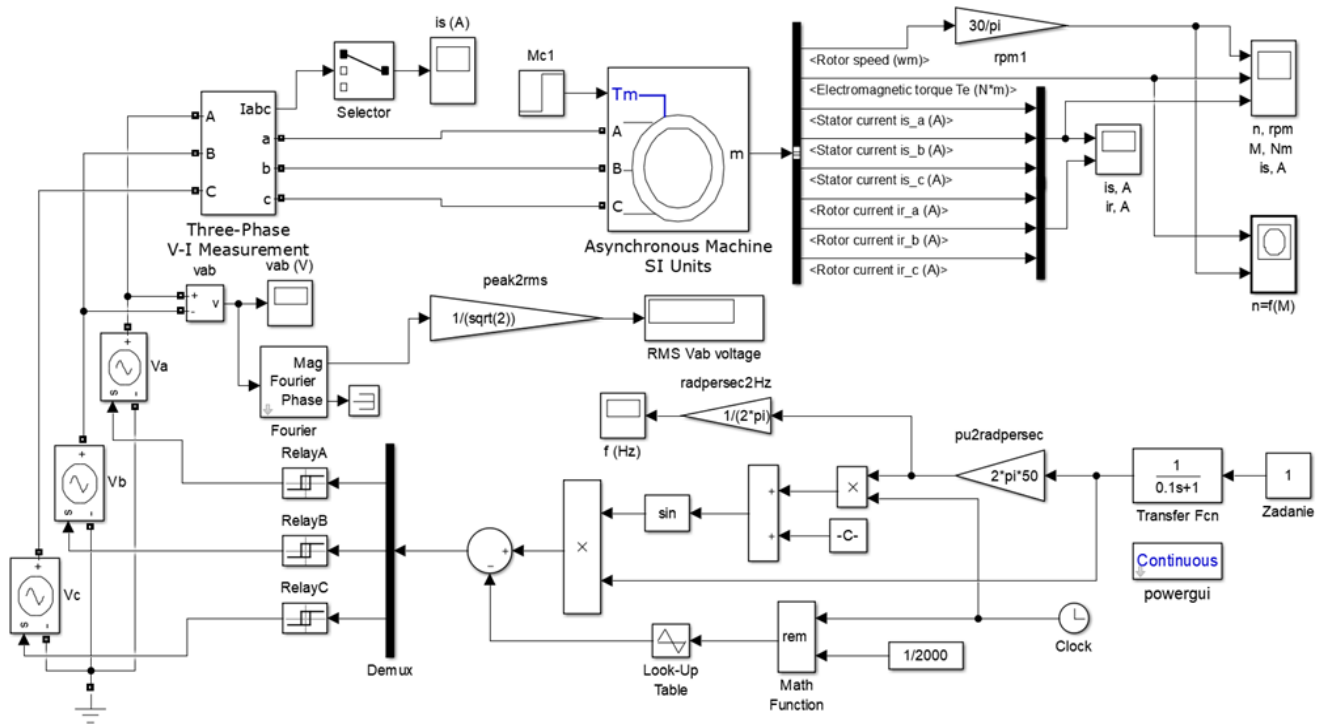 is (A)
30/pi
rpm1
Mc1
Selector
Iabc
A
a
B
b
C
c
Three-Phase
V-I Measurement
Tm
A
B
C
m
Asynchronous Machine
SI Units
<Rotor speed (wm)>
<Electromagnetic torque Te (N*m)>
<Stator current is_a (A)>
<Stator current is_b (A)>
<Stator current is_c (A)>
<Rotor current ir_a (A)>
<Rotor current ir_b (A)>
<Rotor current ir_c (A)>
is, A
ir, A
n, rpm
M, Nm
is, A
n=f(M)
vab
+
-
v
vab (V)
peak2rms
1/(sqrt(2))
RMS Vab voltage
Mag
Fourier
Phase
Fourier
+
Va
s
-
+
Vb
s
-
+
Vc
s
-
RelayA
RelayB
RelayC
Demux
f (Hz)
radpersec2Hz
1/(2*pi)
pu2radpersec
2*pi*50
1
0.1s+1
Transfer Fcn
1
Zadanie
×
sin
+
+
-C-
×
+
−
Continuous
powergui
rem
Math
Function
Look-Up
Table
1/2000
Clock